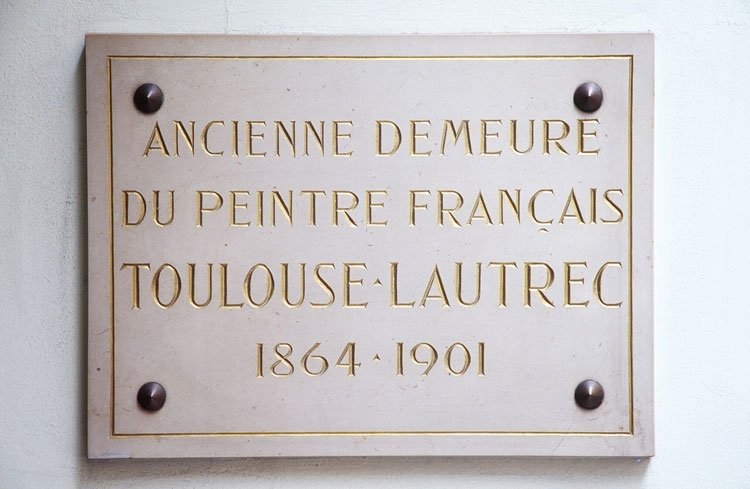 ANCIENNE DEMEURE
DU PEINTRE FRANÇAIS
TOULOUSE·LAUTREC
1864·1901